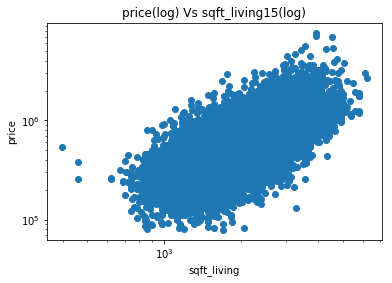 price(log) Vs sqft_living15(log)
10⁶
price
10⁵
10³
sqft_living